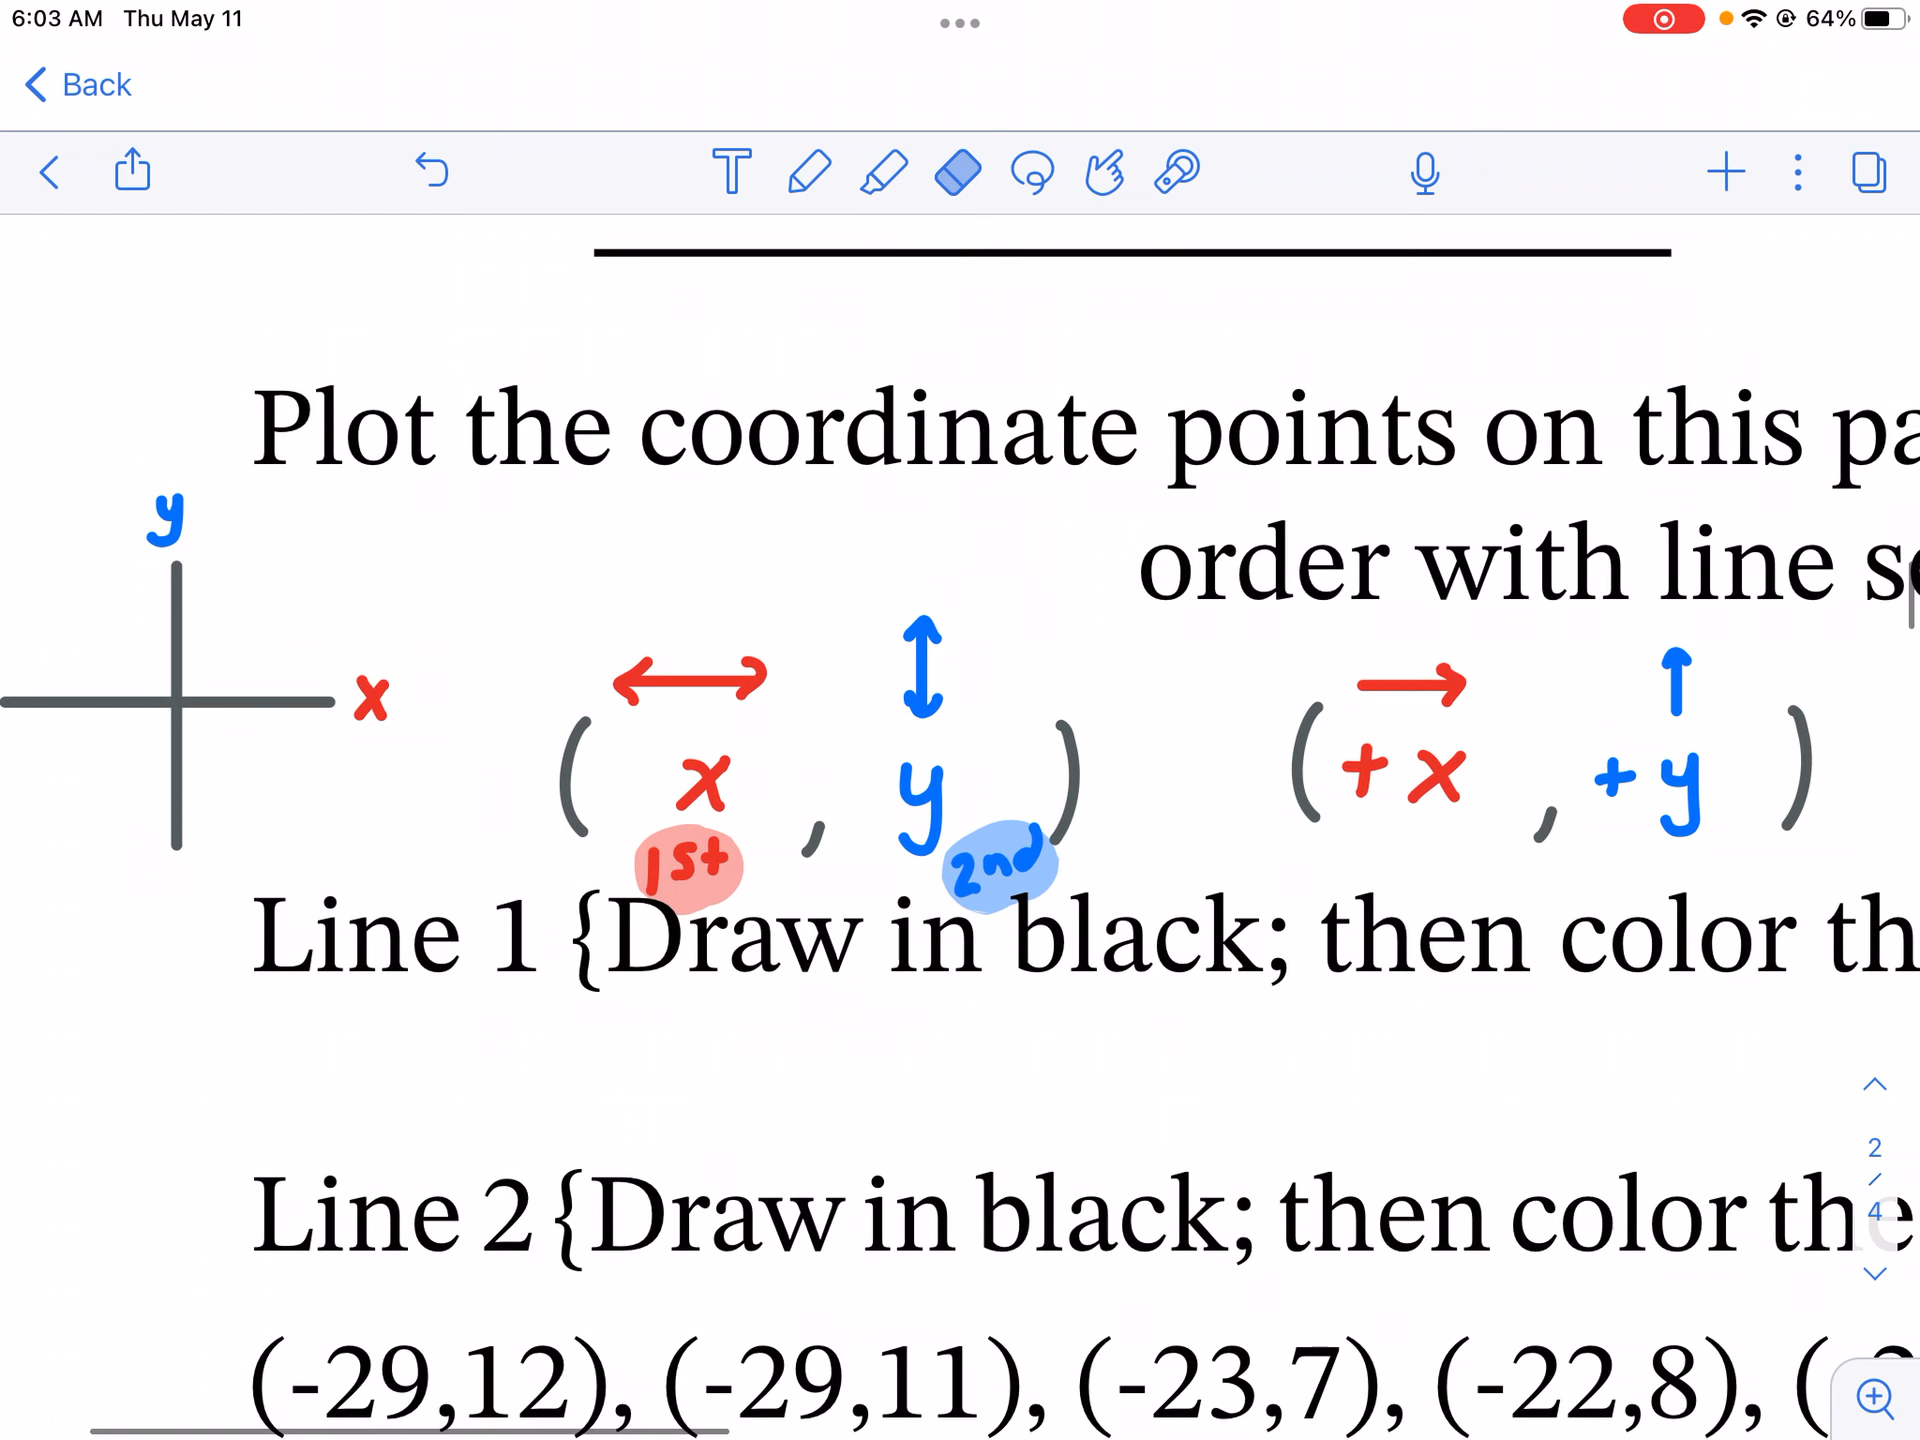 6:03 AM Thu May 11
64%
Back
Plot the coordinate points on this pa
order with line s
y
x
( x , y )
1st 2nd
( +x , +y )
Line 1 {Draw in black; then color th
Line 2 {Draw in black; then color the
2
/
4
(-29,12), (-29,11), (-23,7), (-22,8), (